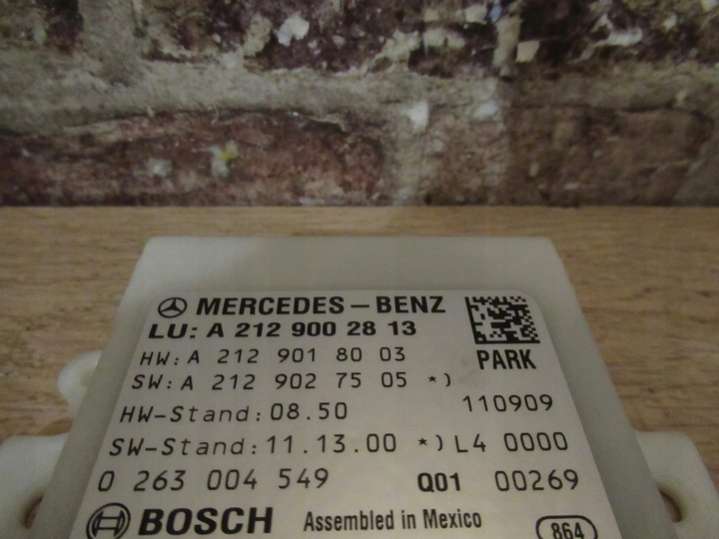 MERCEDES-BENZ
LU: A 212 900 28 13
PARK
HW: A 212 901 80 03
SW: A 212 902 75 05 *)
HW-Stand: 08.50 110909
SW-Stand: 11.13.00 *) L4 0000
0 263 004 549 Q01 00269
BOSCH Assembled in Mexico 864